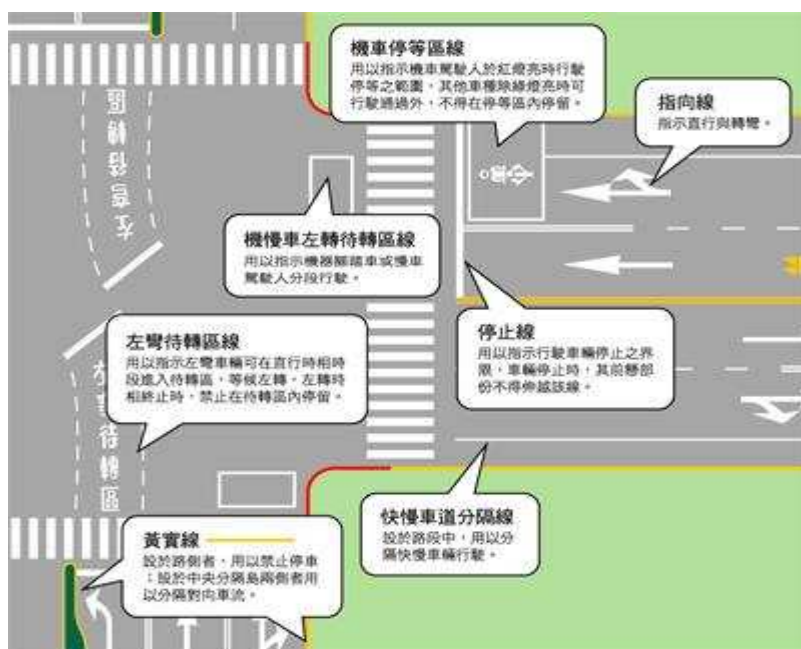 機車停等區線
用以指示機車駕駛人於紅燈亮時行駛
停等之範圍，其他車種除綠燈亮時可
行駛通過外，不得在停等區內停留。
指向線
指示直行與轉彎。
機慢車左轉待轉區線
用以指示機器腳踏車或慢車
駕駛人分段行駛。
左彎待轉區線
用以指示左彎車輛可在直行時相時
段進入待轉區，等候左轉，左轉時
相終止時，禁止在待轉區內停留。
停止線
用以指示行駛車輛停止之界
限，車輛停止時，其前懸部
份不得伸越該線。
快慢車道分隔線
設於路段中，用以分
隔快慢車輛行駛。
黃實線
設於路側者，用以禁止停車
；設於中央分隔島兩側者用
以分隔對向車流。
左彎待轉區
待轉區